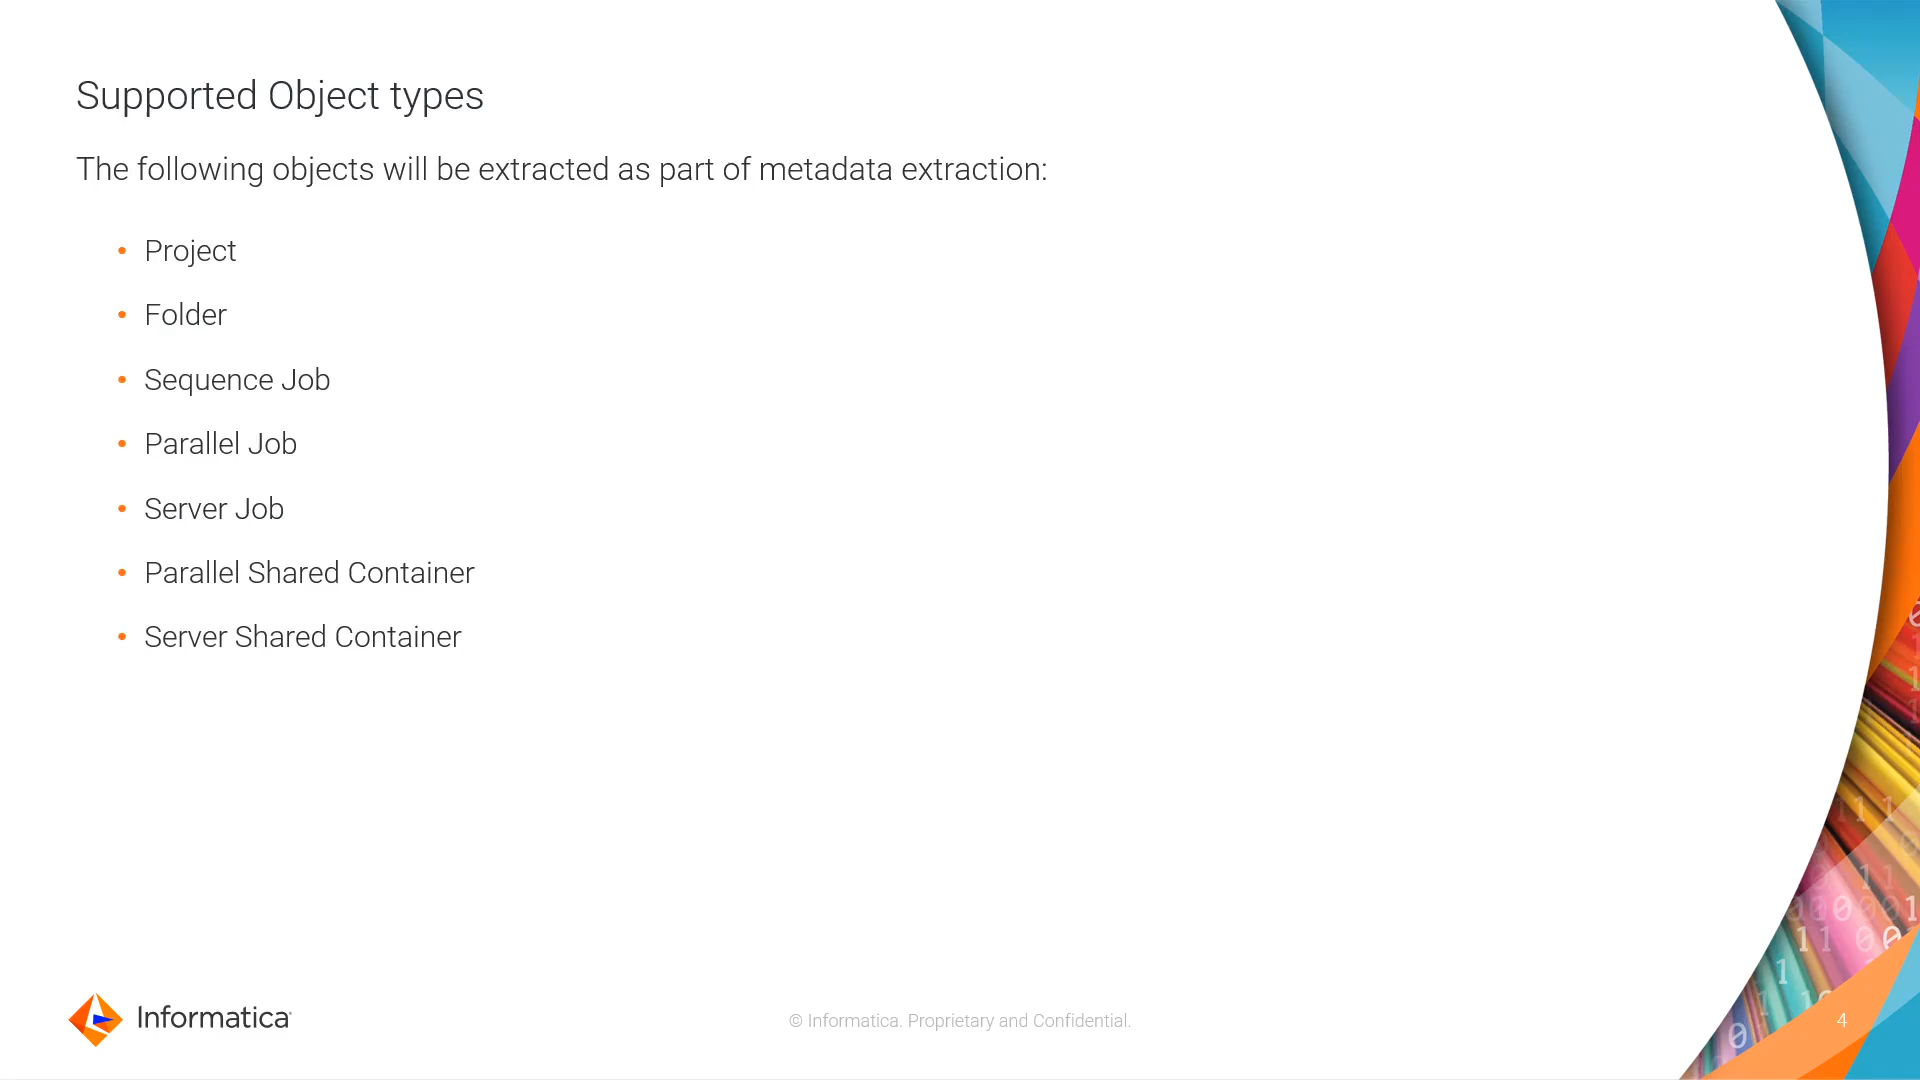 Supported Object types
The following objects will be extracted as part of metadata extraction:
• Project
• Folder
• Sequence Job
• Parallel Job
• Server Job
• Parallel Shared Container
• Server Shared Container
Informatica
© Informatica. Proprietary and Confidential.
4